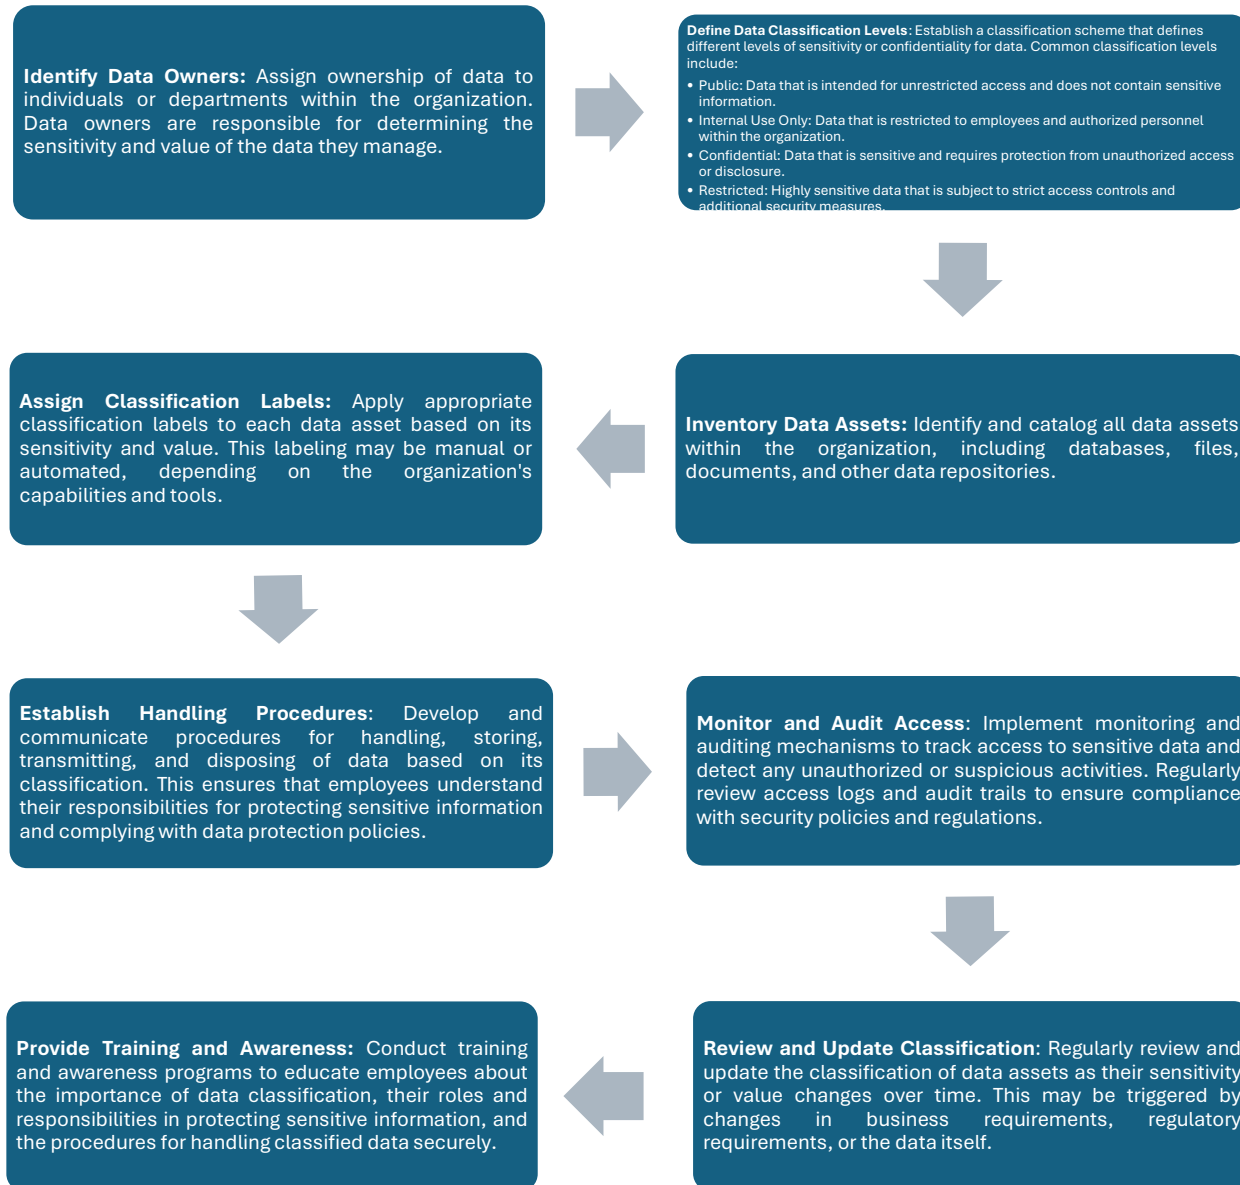 Identify Data Owners: Assign ownership of data to
individuals or departments within the organization.
Data owners are responsible for determining the
sensitivity and value of the data they manage.
Define Data Classification Levels: Establish a classification scheme that defines
different levels of sensitivity or confidentiality for data. Common classification levels
include:
• Public: Data that is intended for unrestricted access and does not contain sensitive
information.
• Internal Use Only: Data that is restricted to employees and authorized personnel
within the organization.
• Confidential: Data that is sensitive and requires protection from unauthorized access
or disclosure.
• Restricted: Highly sensitive data that is subject to strict access controls and
additional security measures.
Inventory Data Assets: Identify and catalog all data assets
within the organization, including databases, files,
documents, and other data repositories.
Assign Classification Labels: Apply appropriate
classification labels to each data asset based on its
sensitivity and value. This labeling may be manual or
automated, depending on the organization's
capabilities and tools.
Establish Handling Procedures: Develop and
communicate procedures for handling, storing,
transmitting, and disposing of data based on its
classification. This ensures that employees understand
their responsibilities for protecting sensitive information
and complying with data protection policies.
Monitor and Audit Access: Implement monitoring and
auditing mechanisms to track access to sensitive data and
detect any unauthorized or suspicious activities. Regularly
review access logs and audit trails to ensure compliance
with security policies and regulations.
Review and Update Classification: Regularly review and
update the classification of data assets as their sensitivity
or value changes over time. This may be triggered by
changes in business requirements, regulatory
requirements, or the data itself.
Provide Training and Awareness: Conduct training
and awareness programs to educate employees about
the importance of data classification, their roles and
responsibilities in protecting sensitive information, and
the procedures for handling classified data securely.